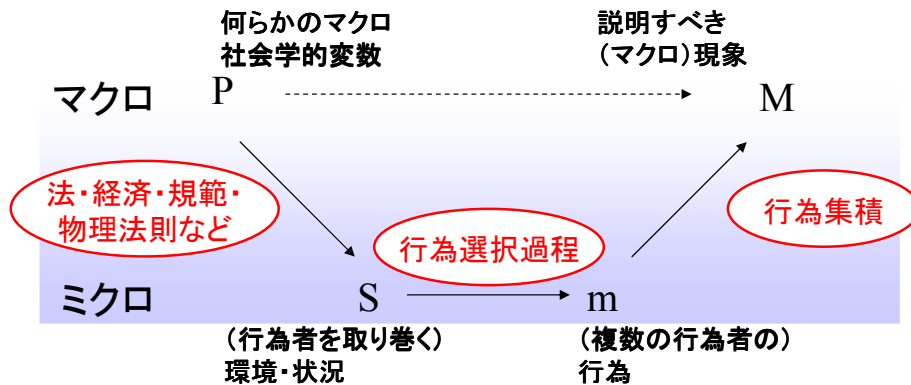 何らかのマクロ
社会学的変数
説明すべき
（マクロ）現象
マクロ
P
M
法・経済・規範・
物理法則など
行為選択過程
行為集積
ミクロ
S
m
（行為者を取り巻く）
環境・状況
（複数の行為者の）
行為